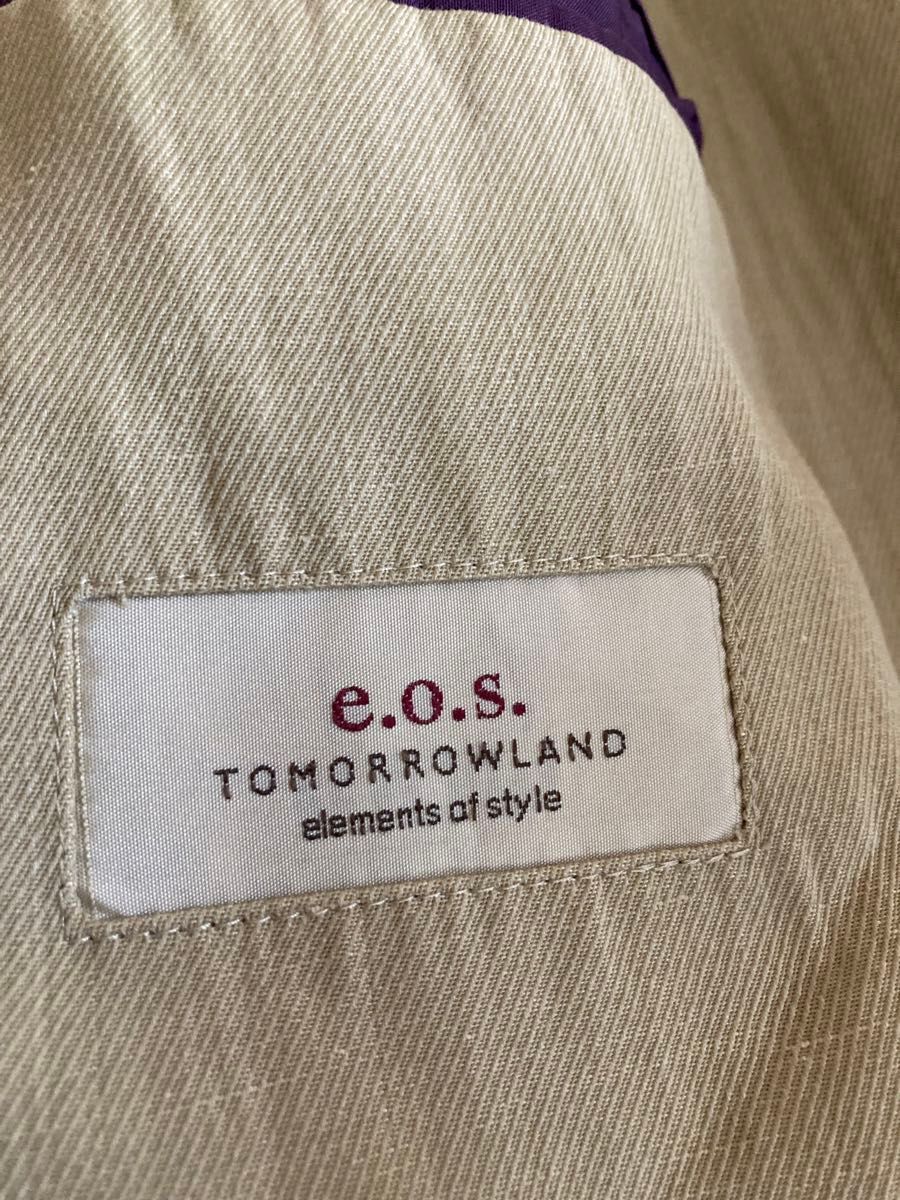 e.o.s.
TOMORROWLAND
elements of style